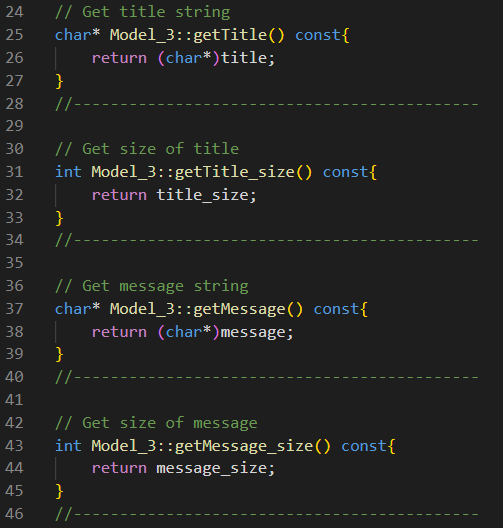 24 // Get title string
25 char* Model_3::getTitle() const{
26 return (char*)title;
27 }
28 //--------------------------------------------
29
30 // Get size of title
31 int Model_3::getTitle_size() const{
32 return title_size;
33 }
34 //--------------------------------------------
35
36 // Get message string
37 char* Model_3::getMessage() const{
38 return (char*)message;
39 }
40 //--------------------------------------------
41
42 // Get size of message
43 int Model_3::getMessage_size() const{
44 return message_size;
45 }
46 //--------------------------------------------